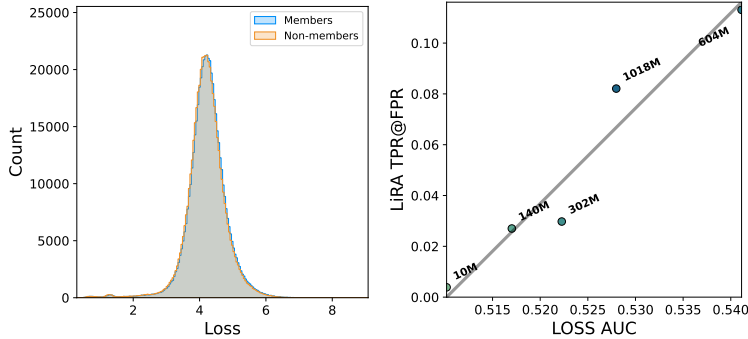 25000
20000
15000
10000
5000
0
Count
2
4
6
8
Loss
Members
Non-members
0.10
0.08
0.06
0.04
0.02
0.00
LiRA TPR@FPR
604M
1018M
140M
302M
10M
0.515
0.520
0.525
0.530
0.535
0.540
LOSS AUC